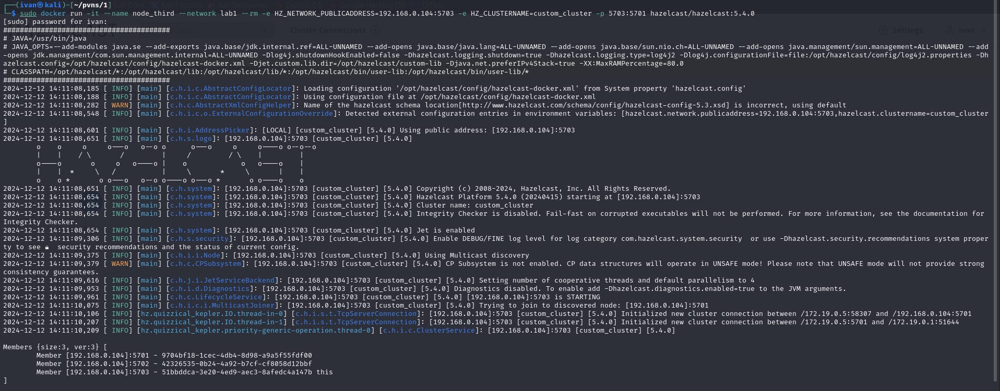 ┌──(ivan㉿kali)-[~/pvns/1]
└─$ sudo docker run -it --name node_third --network lab1 --rm -e HZ_NETWORK_PUBLICADDRESS=192.168.0.104:5703 -e HZ_CLUSTERNAME=custom_cluster -p 5703:5701 hazelcast/hazelcast:5.4.0
[sudo] password for ivan:
########################################
# JAVA=/usr/bin/java
# JAVA_OPTS=--add-modules java.se --add-exports java.base/jdk.internal.ref=ALL-UNNAMED --add-opens java.base/java.lang=ALL-UNNAMED --add-opens java.base/sun.nio.ch=ALL-UNNAMED --add-opens java.management/sun.management=ALL-UNNAMED --add
-opens jdk.management/com.sun.management.internal=ALL-UNNAMED -Dlog4j.shutdownHookEnabled=false -Dhazelcast.logging.shutdown=true -Dhazelcast.logging.type=log4j2 -Dlog4j.configurationFile=file:/opt/hazelcast/config/log4j2.properties -Dh
azelcast.config=/opt/hazelcast/config/hazelcast-docker.xml -Djet.custom.lib.dir=/opt/hazelcast/custom-lib -Djava.net.preferIPv4Stack=true -XX:MaxRAMPercentage=80.0
# CLASSPATH=/opt/hazelcast/*:/opt/hazelcast/lib:/opt/hazelcast/lib/*:/opt/hazelcast/bin/user-lib:/opt/hazelcast/bin/user-lib/*
########################################
2024-12-12 14:11:08,185 [ INFO] [main] [c.h.i.c.AbstractConfigLocator]: Loading configuration '/opt/hazelcast/config/hazelcast-docker.xml' from System property 'hazelcast.config'
2024-12-12 14:11:08,188 [ INFO] [main] [c.h.i.c.AbstractConfigLocator]: Using configuration file at /opt/hazelcast/config/hazelcast-docker.xml
2024-12-12 14:11:08,282 [ WARN] [main] [c.h.c.AbstractXmlConfigHelper]: Name of the hazelcast schema location[http://www.hazelcast.com/schema/config/hazelcast-config-5.3.xsd] is incorrect, using default
2024-12-12 14:11:08,548 [ INFO] [main] [c.h.i.c.o.ExternalConfigurationOverride]: Detected external configuration entries in environment variables: [hazelcast.network.publicaddress=192.168.0.104:5703,hazelcast.clustername=custom_cluster
]
2024-12-12 14:11:08,601 [ INFO] [main] [c.h.i.AddressPicker]: [LOCAL] [custom_cluster] [5.4.0] Using public address: [192.168.0.104]:5703
2024-12-12 14:11:08,651 [ INFO] [main] [c.h.s.logo]: [192.168.0.104]:5703 [custom_cluster] [5.4.0]
        o    o     o     o---o   o--o o      o---o     o     o----o o--o--o
        |    |    / \       /         |     /         / \    |         |
        o----o       o     o   o----o |    o             o   o----o    |
        |    |  *     \   /           |     \       *     \       |    |
        o    o *       o o---o   o--o o----o o---o *       o o----o    o
2024-12-12 14:11:08,651 [ INFO] [main] [c.h.system]: [192.168.0.104]:5703 [custom_cluster] [5.4.0] Copyright (c) 2008-2024, Hazelcast, Inc. All Rights Reserved.
2024-12-12 14:11:08,654 [ INFO] [main] [c.h.system]: [192.168.0.104]:5703 [custom_cluster] [5.4.0] Hazelcast Platform 5.4.0 (20240415) starting at [192.168.0.104]:5703
2024-12-12 14:11:08,654 [ INFO] [main] [c.h.system]: [192.168.0.104]:5703 [custom_cluster] [5.4.0] Cluster name: custom_cluster
2024-12-12 14:11:08,654 [ INFO] [main] [c.h.system]: [192.168.0.104]:5703 [custom_cluster] [5.4.0] Integrity Checker is disabled. Fail-fast on corrupted executables will not be performed. For more information, see the documentation for
Integrity Checker.
2024-12-12 14:11:08,654 [ INFO] [main] [c.h.system]: [192.168.0.104]:5703 [custom_cluster] [5.4.0] Jet is enabled
2024-12-12 14:11:09,306 [ INFO] [main] [c.h.s.security]: [192.168.0.104]:5703 [custom_cluster] [5.4.0] Enable DEBUG/FINE log level for log category com.hazelcast.system.security  or use -Dhazelcast.security.recommendations system proper
ty to see 🔒  security recommendations and the status of current config.
2024-12-12 14:11:09,375 [ INFO] [main] [c.h.i.i.Node]: [192.168.0.104]:5703 [custom_cluster] [5.4.0] Using Multicast discovery
2024-12-12 14:11:09,379 [ WARN] [main] [c.h.c.CPSubsystem]: [192.168.0.104]:5703 [custom_cluster] [5.4.0] CP Subsystem is not enabled. CP data structures will operate in UNSAFE mode! Please note that UNSAFE mode will not provide strong
consistency guarantees.
2024-12-12 14:11:09,616 [ INFO] [main] [c.h.j.i.JetServiceBackend]: [192.168.0.104]:5703 [custom_cluster] [5.4.0] Setting number of cooperative threads and default parallelism to 4
2024-12-12 14:11:09,953 [ INFO] [main] [c.h.i.d.Diagnostics]: [192.168.0.104]:5703 [custom_cluster] [5.4.0] Diagnostics disabled. To enable add -Dhazelcast.diagnostics.enabled=true to the JVM arguments.
2024-12-12 14:11:09,961 [ INFO] [main] [c.h.c.LifecycleService]: [192.168.0.104]:5703 [custom_cluster] [5.4.0] [192.168.0.104]:5703 is STARTING
2024-12-12 14:11:10,075 [ INFO] [main] [c.h.i.c.i.MulticastJoiner]: [192.168.0.104]:5703 [custom_cluster] [5.4.0] Trying to join to discovered node: [192.168.0.104]:5701
2024-12-12 14:11:10,106 [ INFO] [hz.quizzical_kepler.IO.thread-in-0] [c.h.i.s.t.TcpServerConnection]: [192.168.0.104]:5703 [custom_cluster] [5.4.0] Initialized new cluster connection between /172.19.0.5:58307 and /192.168.0.104:5701
2024-12-12 14:11:10,207 [ INFO] [hz.quizzical_kepler.IO.thread-in-1] [c.h.i.s.t.TcpServerConnection]: [192.168.0.104]:5703 [custom_cluster] [5.4.0] Initialized new cluster connection between /172.19.0.5:5701 and /172.19.0.1:51644
2024-12-12 14:11:10,209 [ INFO] [hz.quizzical_kepler.priority-generic-operation.thread-0] [c.h.i.c.ClusterService]: [192.168.0.104]:5703 [custom_cluster] [5.4.0]
Members {size:3, ver:3} [
        Member [192.168.0.104]:5701 - 9704bf18-1cec-4db4-8d98-a9a5f55fdf00
        Member [192.168.0.104]:5702 - 42326535-0b24-4a92-b7cf-cf8058d12bbf
        Member [192.168.0.104]:5703 - 51bbddca-3e20-4ed9-aec3-8afedc4a147b this
]
Cluster Connections
Settings
Ivan